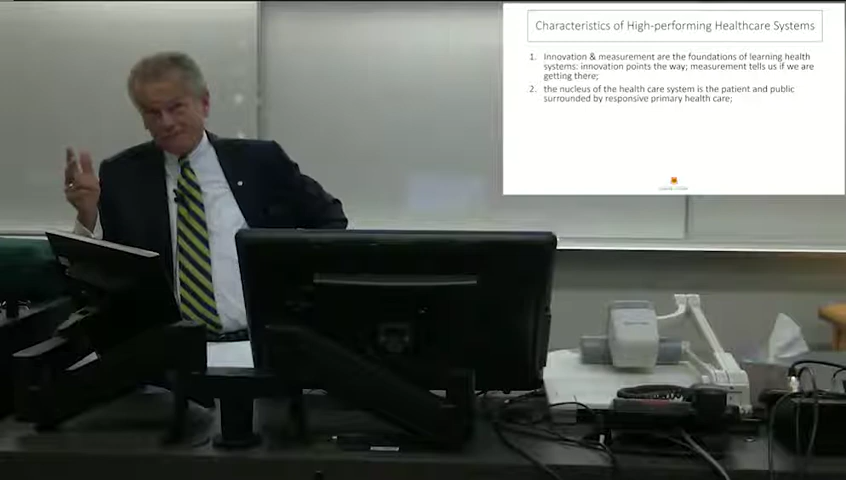 Characteristics of High-performing Healthcare Systems
1. Innovation & measurement are the foundations of learning health
systems: innovation points the way; measurement tells us if we are
getting there;
2. the nucleus of the health care system is the patient and public
surrounded by responsive primary health care;